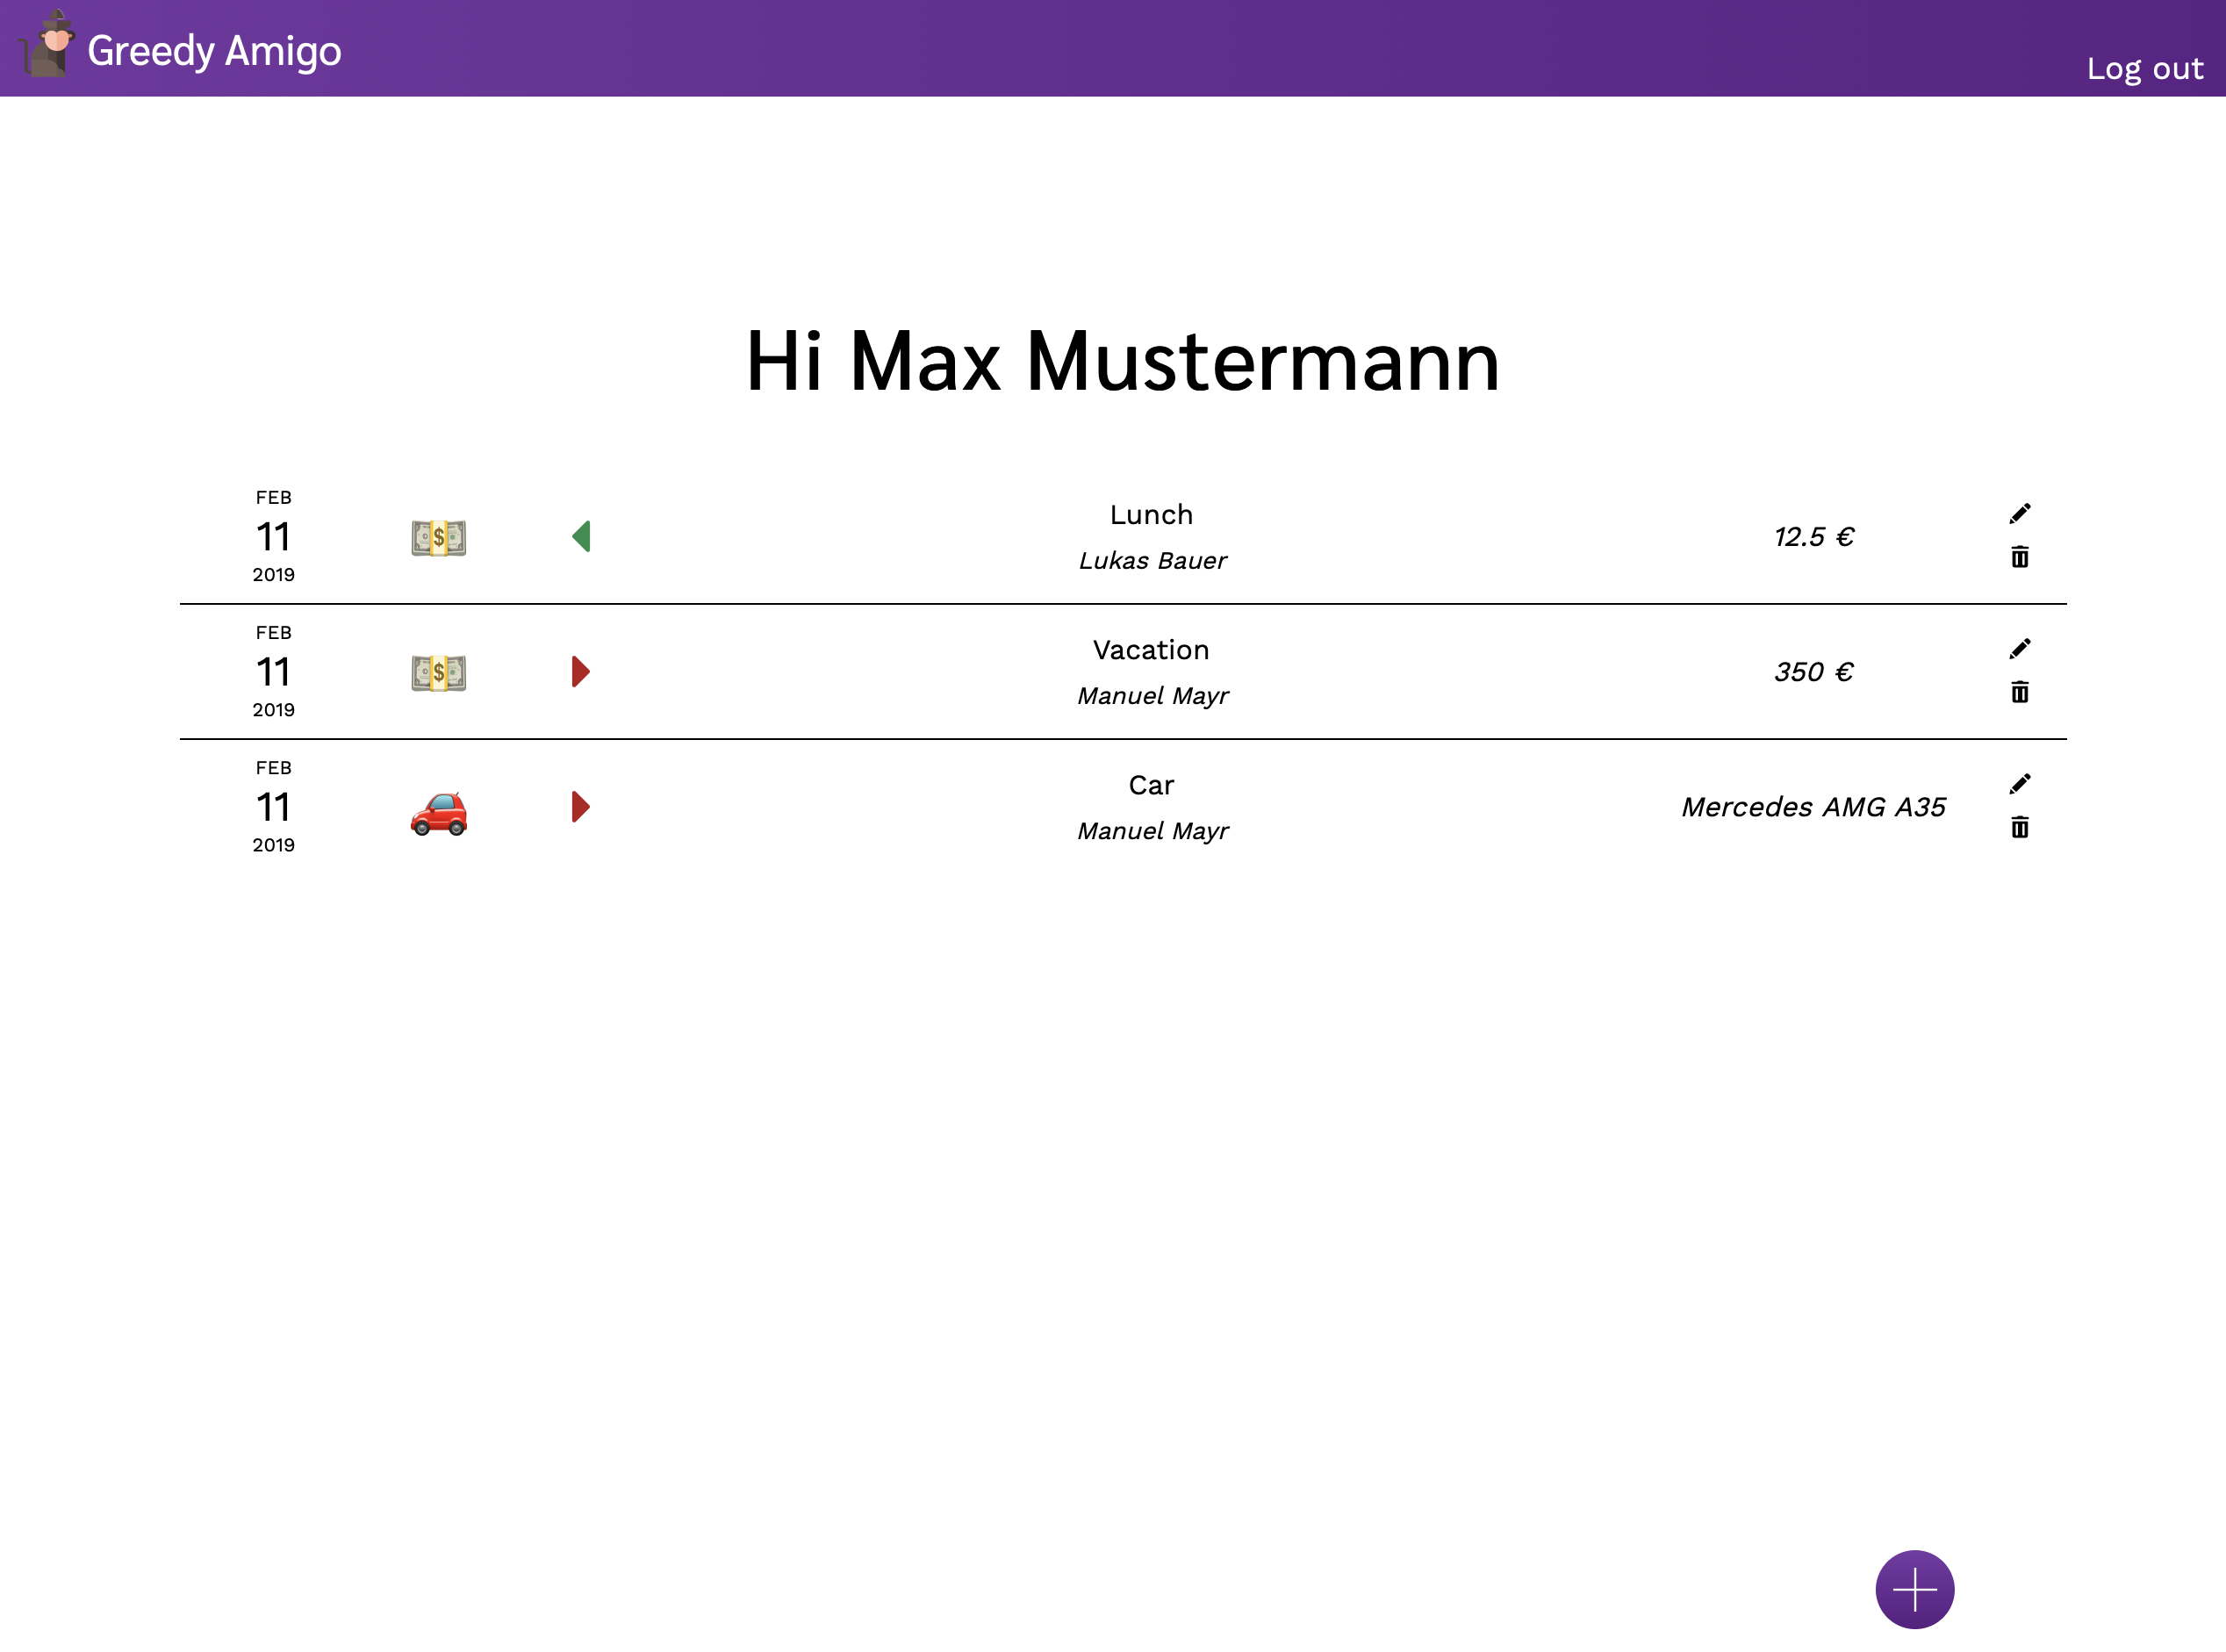 Greedy Amigo
Log out
Hi Max Mustermann
FEB
11
2019
Lunch
Lukas Bauer
12.5 €
FEB
11
2019
Vacation
Manuel Mayr
350 €
FEB
11
2019
Car
Manuel Mayr
Mercedes AMG A35